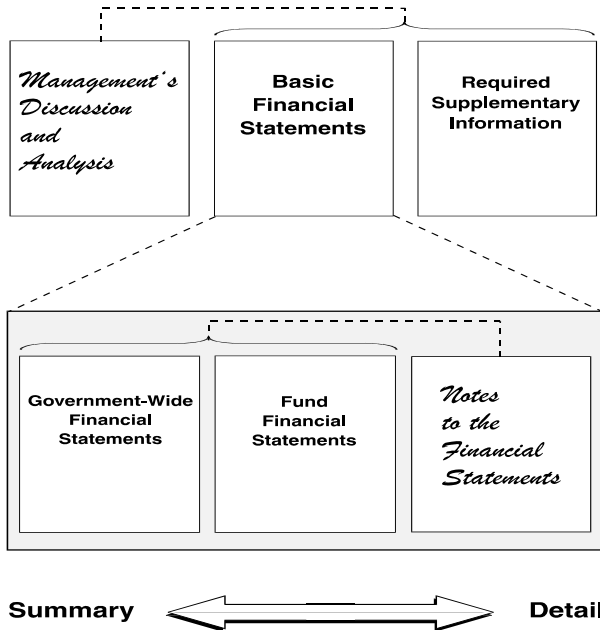 Management's
Discussion
and
Analysis
Basic
Financial
Statements
Required
Supplementary
Information
Government-Wide
Financial
Statements
Fund
Financial
Statements
Notes
to the
Financial
Statements
Summary
Detail